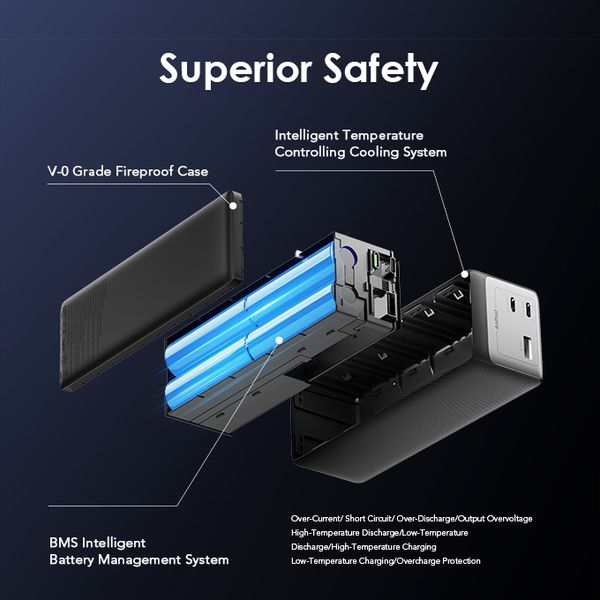 Superior Safety
Intelligent Temperature
Controlling Cooling System
V-0 Grade Fireproof Case
BMS Intelligent
Battery Management System
Over-Current/ Short Circuit/ Over-Discharge/Output Overvoltage
High-Temperature Discharge/Low-Temperature
Discharge/High-Temperature Charging
Low-Temperature Charging/Overcharge Protection